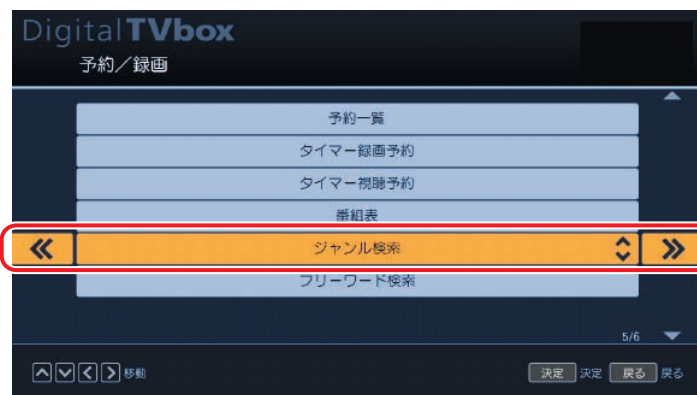 Digital TVbox
予約／録画
予約一覧
タイマー録画予約
タイマー視聴予約
番組表
ジャンル検索
フリーワード検索
5/6
移動 決定 決定 戻る 戻る